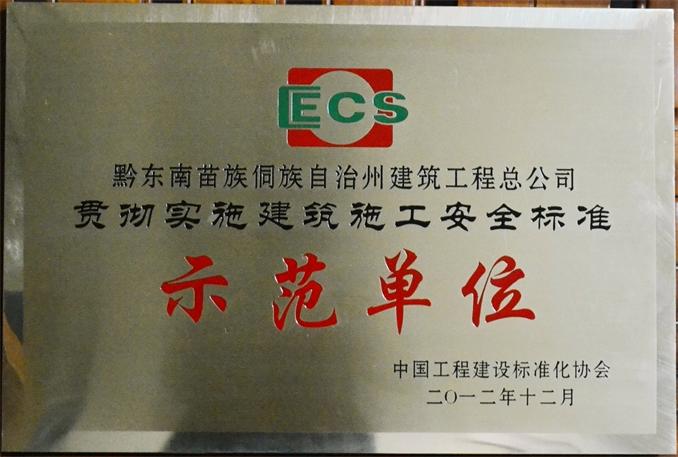 CECS
黔东南苗族侗族自治州建筑工程总公司
贯彻实施建筑施工安全标准
示范单位
中国工程建设标准化协会
二〇一二年十二月